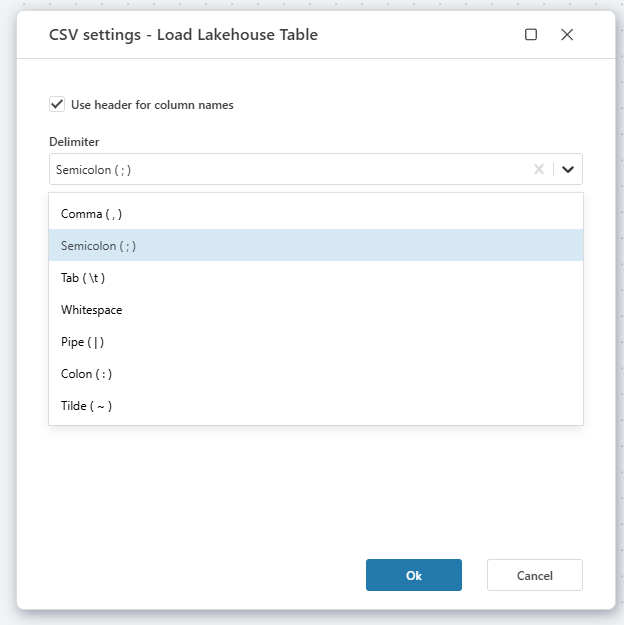 CSV settings - Load Lakehouse Table
Use header for column names
Delimiter
Semicolon ( ; )
Comma ( , )
Semicolon ( ; )
Tab ( \t )
Whitespace
Pipe ( | )
Colon ( : )
Tilde ( ~ )
Ok Cancel